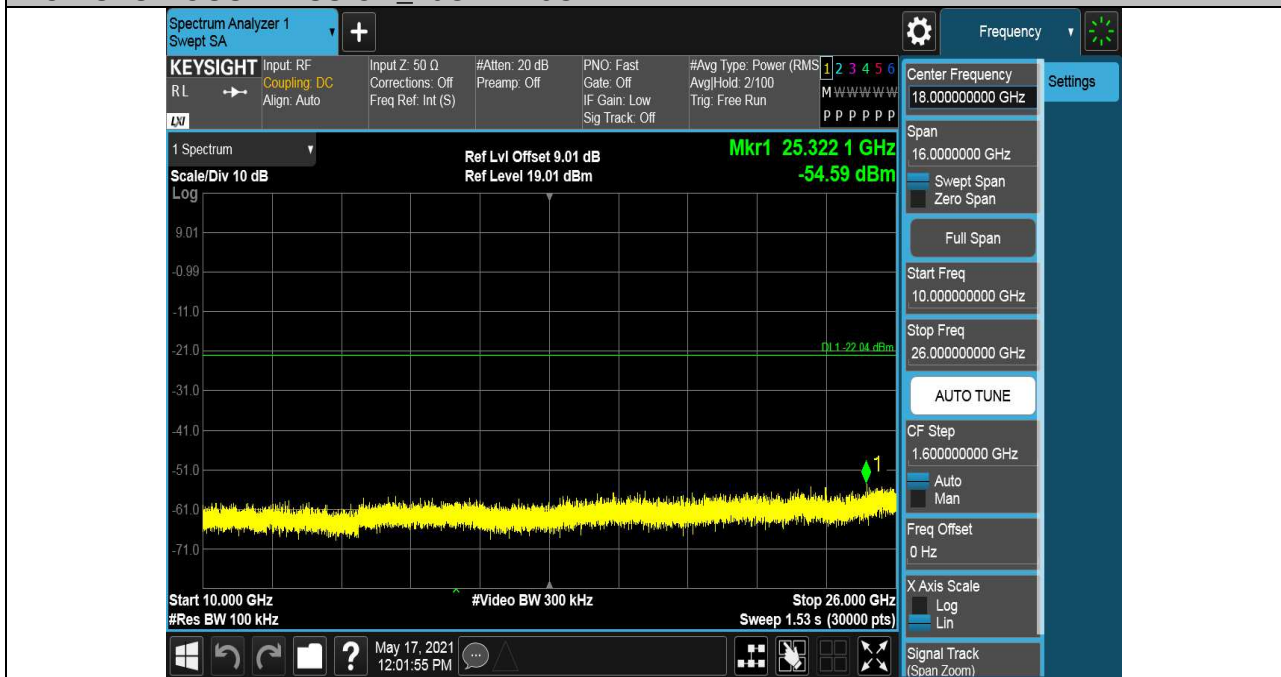 Spectrum Analyzer 1
Swept SA
+
Frequency
KEYSIGHT
RL
LXI
Input: RF
Coupling: DC
Align: Auto
Input Z: 50 Ω
Corrections: Off
Freq Ref: Int (S)
#Atten: 20 dB
Preamp: Off
PNO: Fast
Gate: Off
IF Gain: Low
Sig Track: Off
#Avg Type: Power (RMS
Avg|Hold: 2/100
Trig: Free Run
1 2 3 4 5 6
M W W W W W
P P P P P P
1 Spectrum
Scale/Div 10 dB
Ref Lvl Offset 9.01 dB
Ref Level 19.01 dBm
Mkr1 25.322 1 GHz
-54.59 dBm
Log
9.01
-0.99
-11.0
-21.0
-31.0
-41.0
-51.0
-61.0
-71.0
DL1 -22.04 dBm
1
Start 10.000 GHz
#Res BW 100 kHz
#Video BW 300 kHz
Stop 26.000 GHz
Sweep 1.53 s (30000 pts)
Center Frequency
18.000000000 GHz
Settings
Span
16.0000000 GHz
Swept Span
Zero Span
Full Span
Start Freq
10.000000000 GHz
Stop Freq
26.000000000 GHz
AUTO TUNE
CF Step
1.600000000 GHz
Auto
Man
Freq Offset
0 Hz
X Axis Scale
Log
Lin
Signal Track
(Span Zoom)
?
May 17, 2021
12:01:55 PM